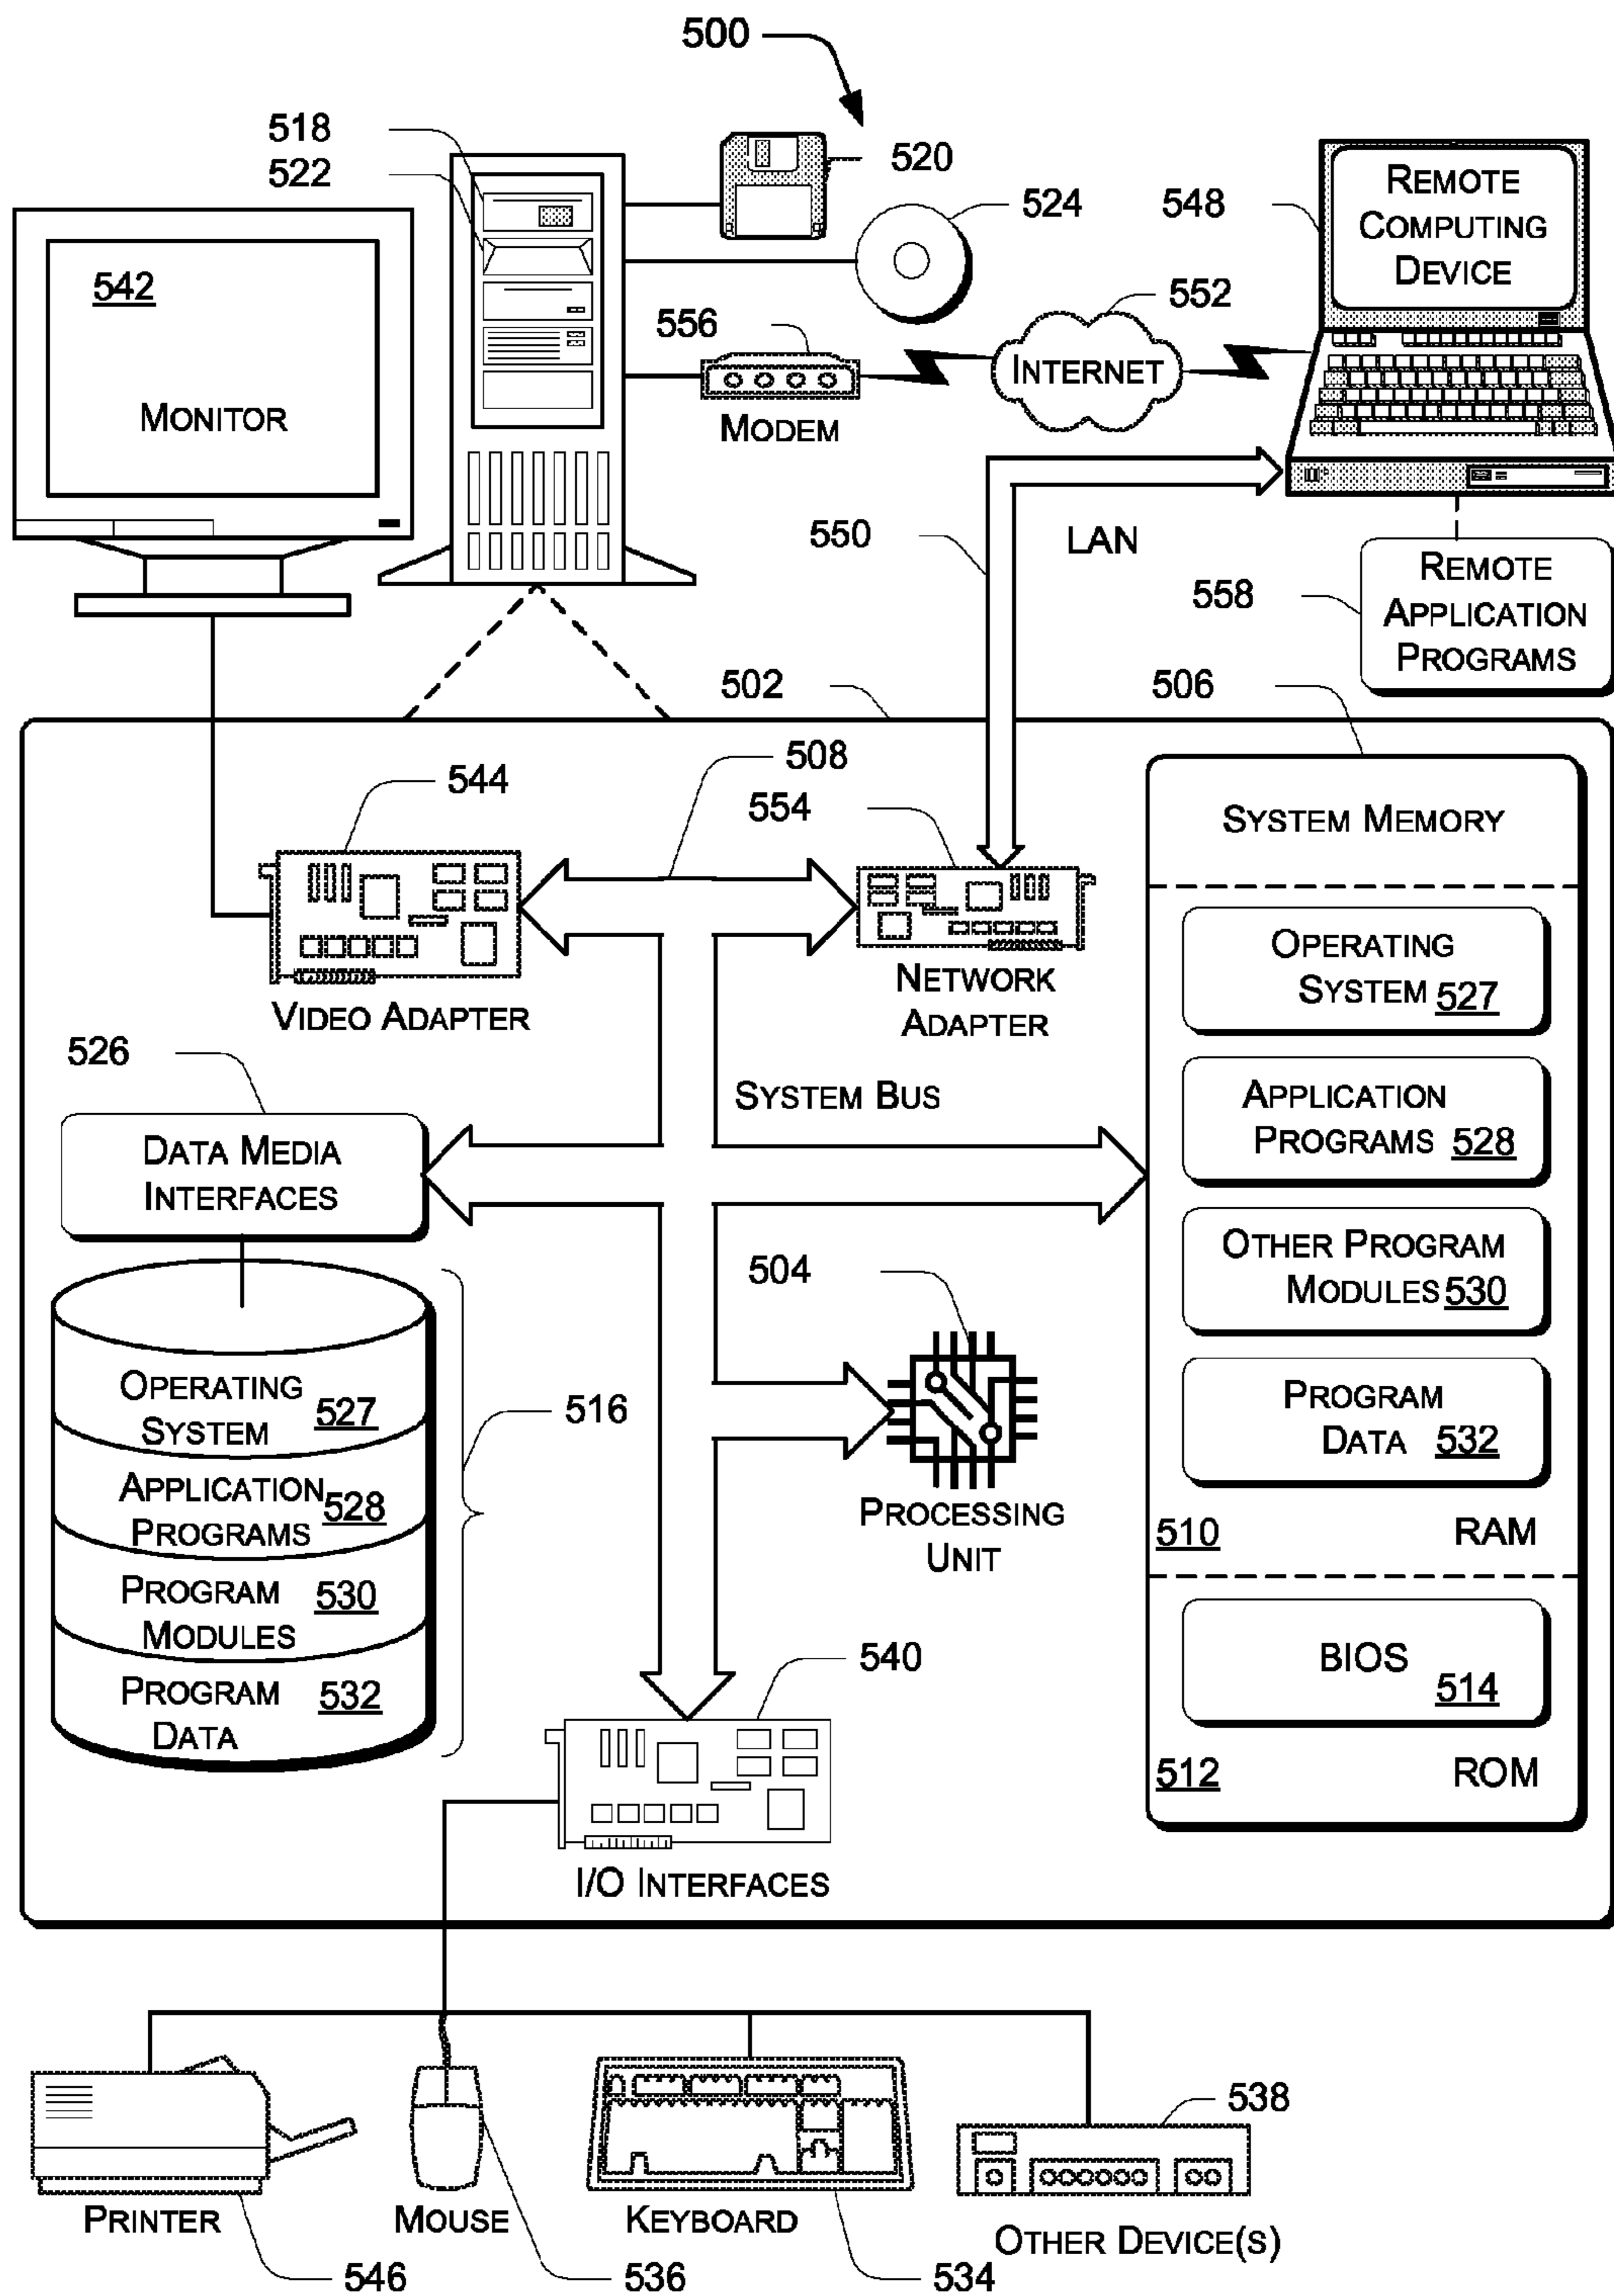 500
518
522
520
524
548
REMOTE
COMPUTING
DEVICE
542
MONITOR
556
MODEM
552
INTERNET
550
LAN
558
REMOTE
APPLICATION
PROGRAMS
502
506
508
544
554
VIDEO ADAPTER
NETWORK
ADAPTER
SYSTEM MEMORY
OPERATING
SYSTEM 527
APPLICATION
PROGRAMS 528
OTHER PROGRAM
MODULES 530
PROGRAM
DATA 532
510 RAM
BIOS
514
512 ROM
526
DATA MEDIA
INTERFACES
SYSTEM BUS
504
PROCESSING
UNIT
OPERATING
SYSTEM 527
516
APPLICATION
PROGRAMS 528
PROGRAM
MODULES 530
PROGRAM
DATA 532
540
I/O INTERFACES
PRINTER
546
MOUSE
536
KEYBOARD
534
538
OTHER DEVICE(S)